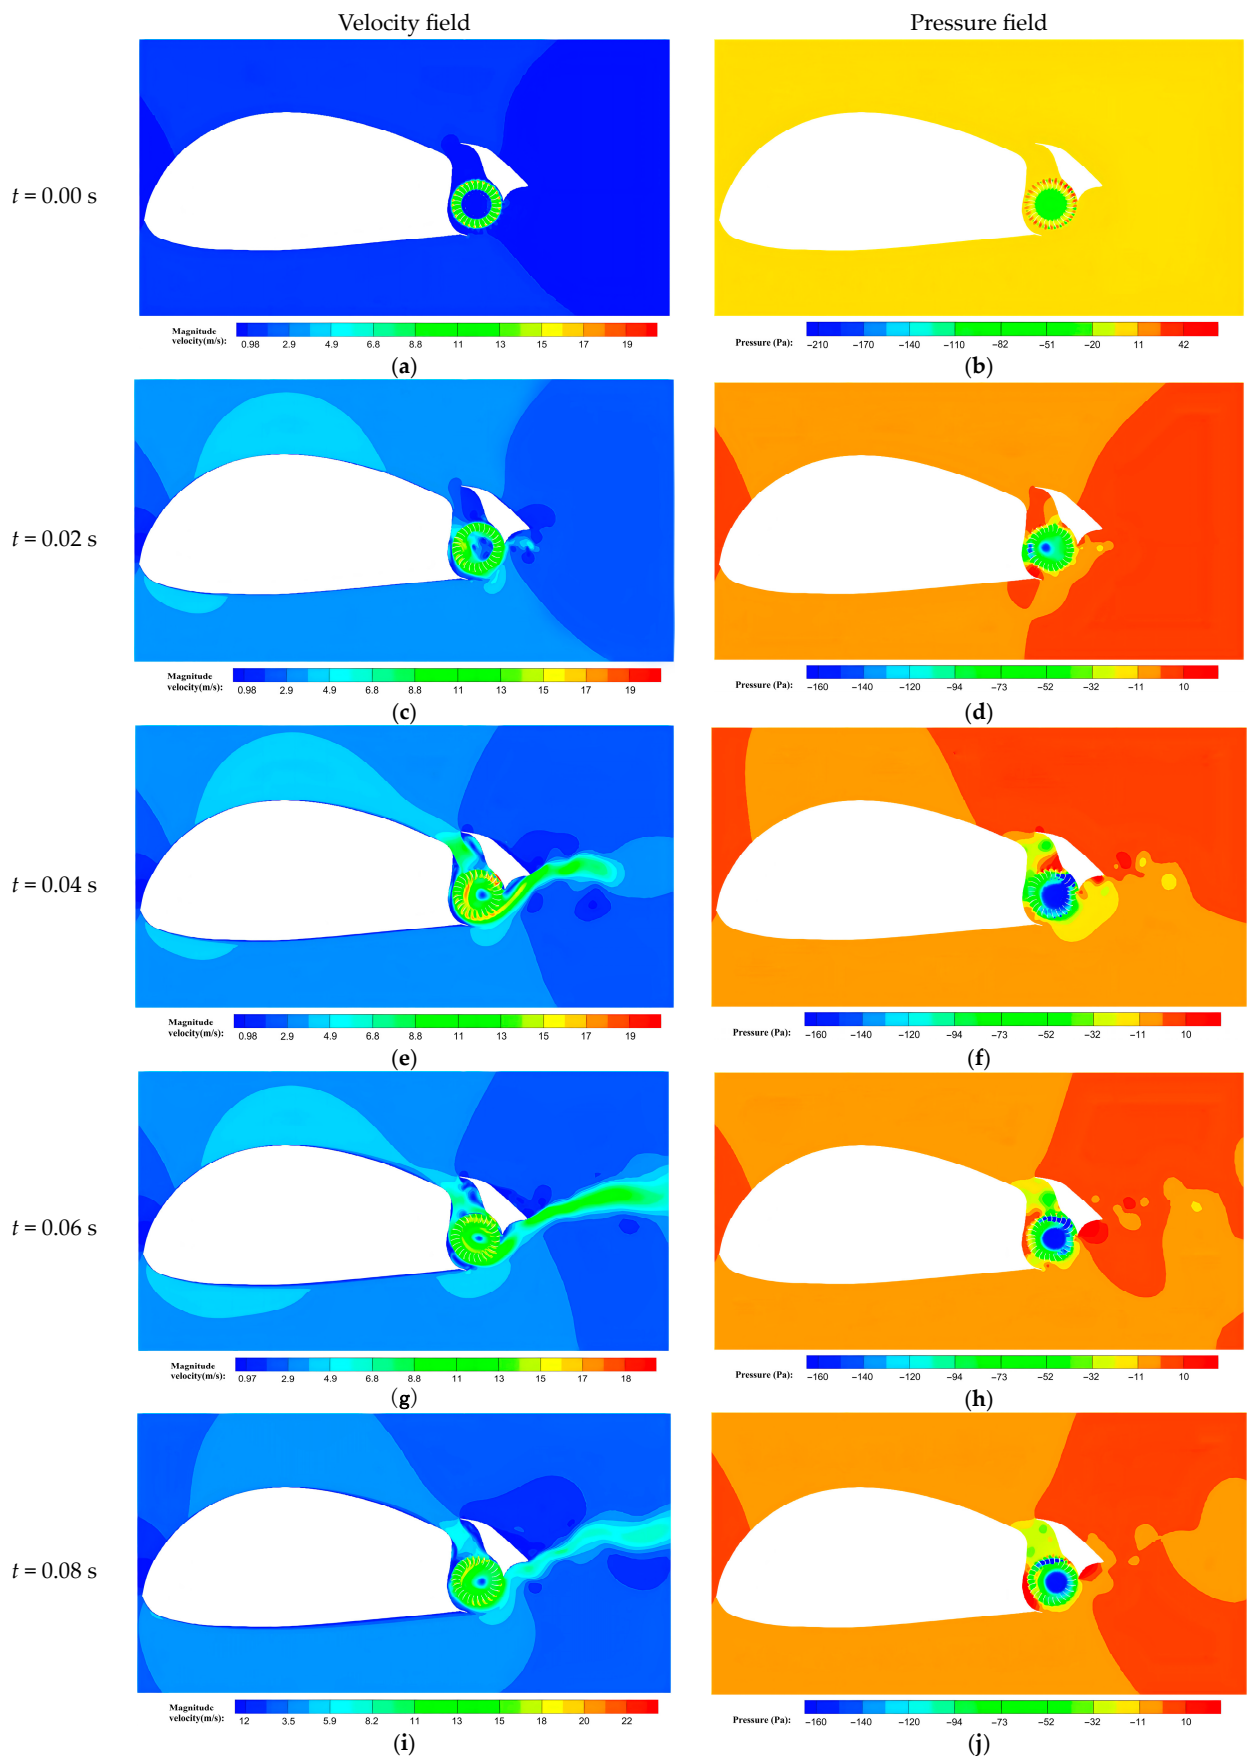 Velocity field Pressure field
t = 0.00 s
Magnitude
velocity(m/s): 0.98 2.9 4.9 6.8 8.8 11 13 15 17 19
Pressure (Pa): −210 −170 −140 −110 −82 −51 −20 11 42
(a) (b)
t = 0.02 s
Magnitude
velocity(m/s): 0.98 2.9 4.9 6.8 8.8 11 13 15 17 19
Pressure (Pa): −160 −140 −120 −94 −73 −52 −32 −11 10
(c) (d)
t = 0.04 s
Magnitude
velocity(m/s): 0.98 2.9 4.9 6.8 8.8 11 13 15 17 19
Pressure (Pa): −160 −140 −120 −94 −73 −52 −32 −11 10
(e) (f)
t = 0.06 s
Magnitude
velocity(m/s): 0.97 2.9 4.9 6.8 8.8 12 13 15 17 18
Pressure (Pa): −160 −140 −120 −94 −73 −52 −32 −11 10
(g) (h)
t = 0.08 s
Magnitude
velocity(m/s): 12 3.5 5.9 8.2 11 13 15 18 20 22
Pressure (Pa): −160 −140 −120 −94 −73 −52 −32 −11 10
(i) (j)